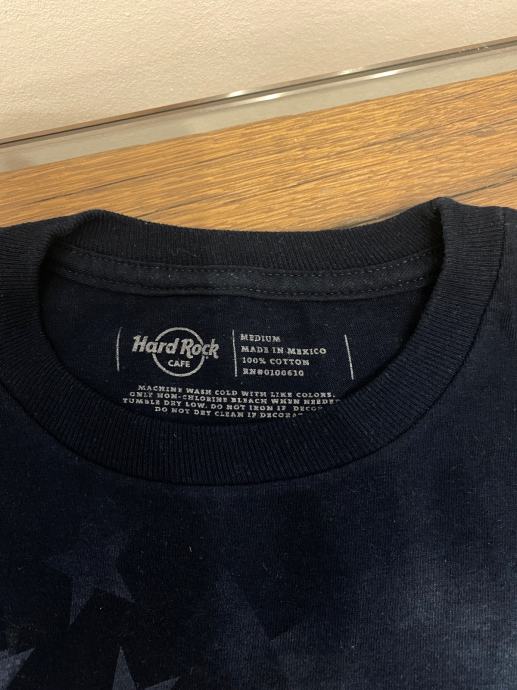 Hard Rock
CAFE
MEDIUM
MADE IN MEXICO
100% COTTON
RN#0100610
MACHINE WASH COLD WITH LIKE COLORS.
ONLY NON-CHLORINE BLEACH WHEN NEEDED
TUMBLE DRY LOW. DO NOT IRON IF
DO NOT DRY CLEAN IF